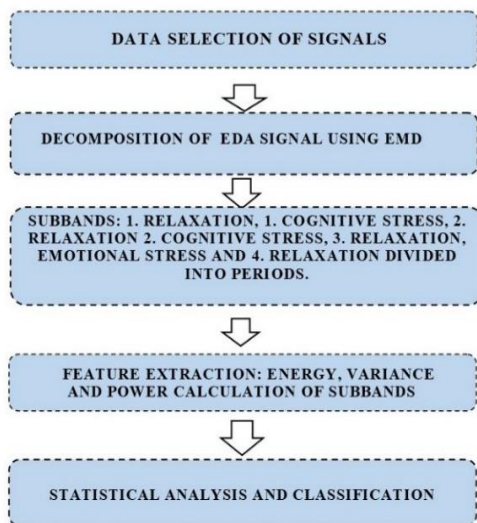 DATA SELECTION OF SIGNALS
DECOMPOSITION OF EDA SIGNAL USING EMD
SUBBANDS: 1. RELAXATION, 1. COGNITIVE STRESS, 2.
RELAXATION 2. COGNITIVE STRESS, 3. RELAXATION,
EMOTIONAL STRESS AND 4. RELAXATION DIVIDED
INTO PERIODS.
FEATURE EXTRACTION: ENERGY, VARIANCE
AND POWER CALCULATION OF SUBBANDS
STATISTICAL ANALYSIS AND CLASSIFICATION